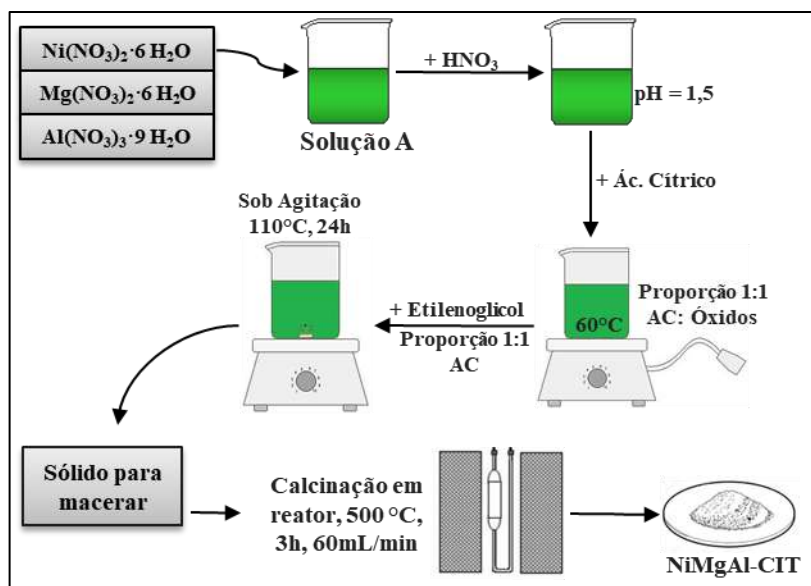 Ni(NO₃)₂·6 H₂O
Mg(NO₃)₂·6 H₂O
Al(NO₃)₃·9 H₂O
Solução A
+ HNO₃
pH = 1,5
+ Ác. Cítrico
Proporção 1:1
AC: Óxidos
60°C
+ Etilenoglicol
Proporção 1:1
AC
Sob Agitação
110°C, 24h
Sólido para
macerar
Calcinação em
reator, 500 °C,
3h, 60mL/min
NiMgAl-CIT